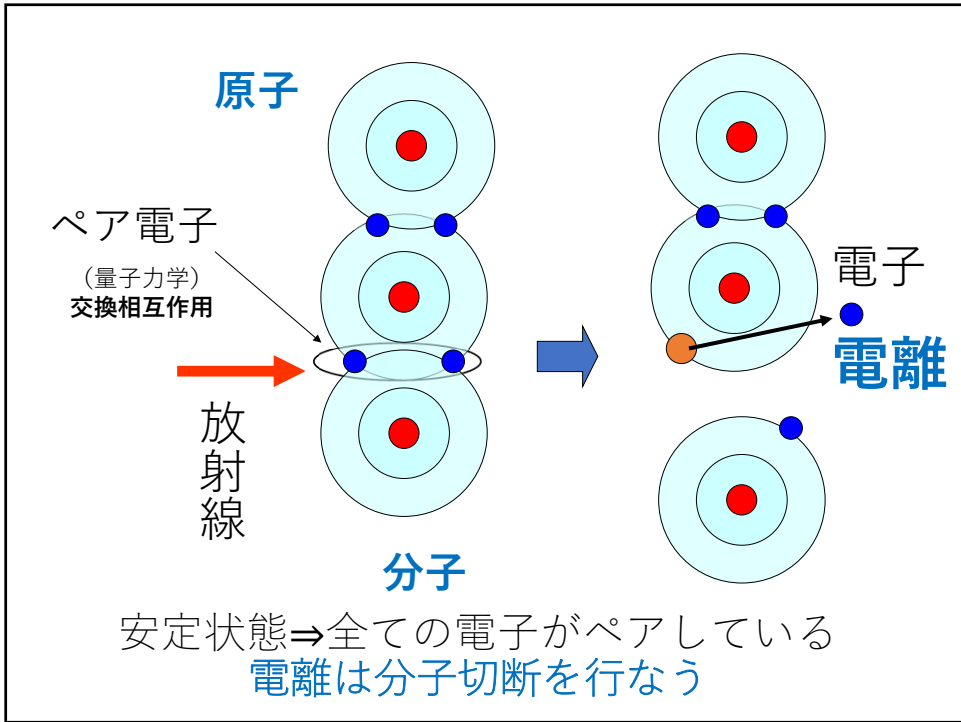 原子
ペア電子
（量子力学）
交換相互作用
放射線
分子
電子
電離
安定状態⇒全ての電子がペアしている
電離は分子切断を行なう